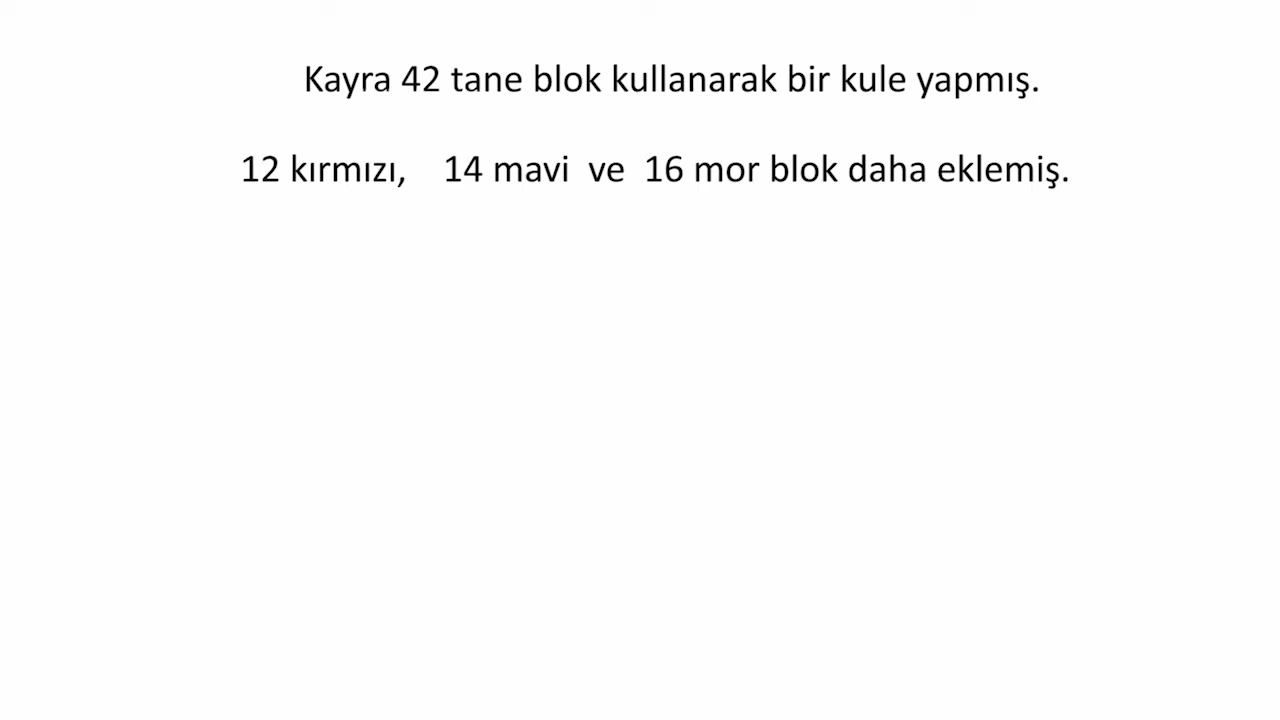 Kayra 42 tane blok kullanarak bir kule yapmış.
12 kırmızı, 14 mavi ve 16 mor blok daha eklemiş.